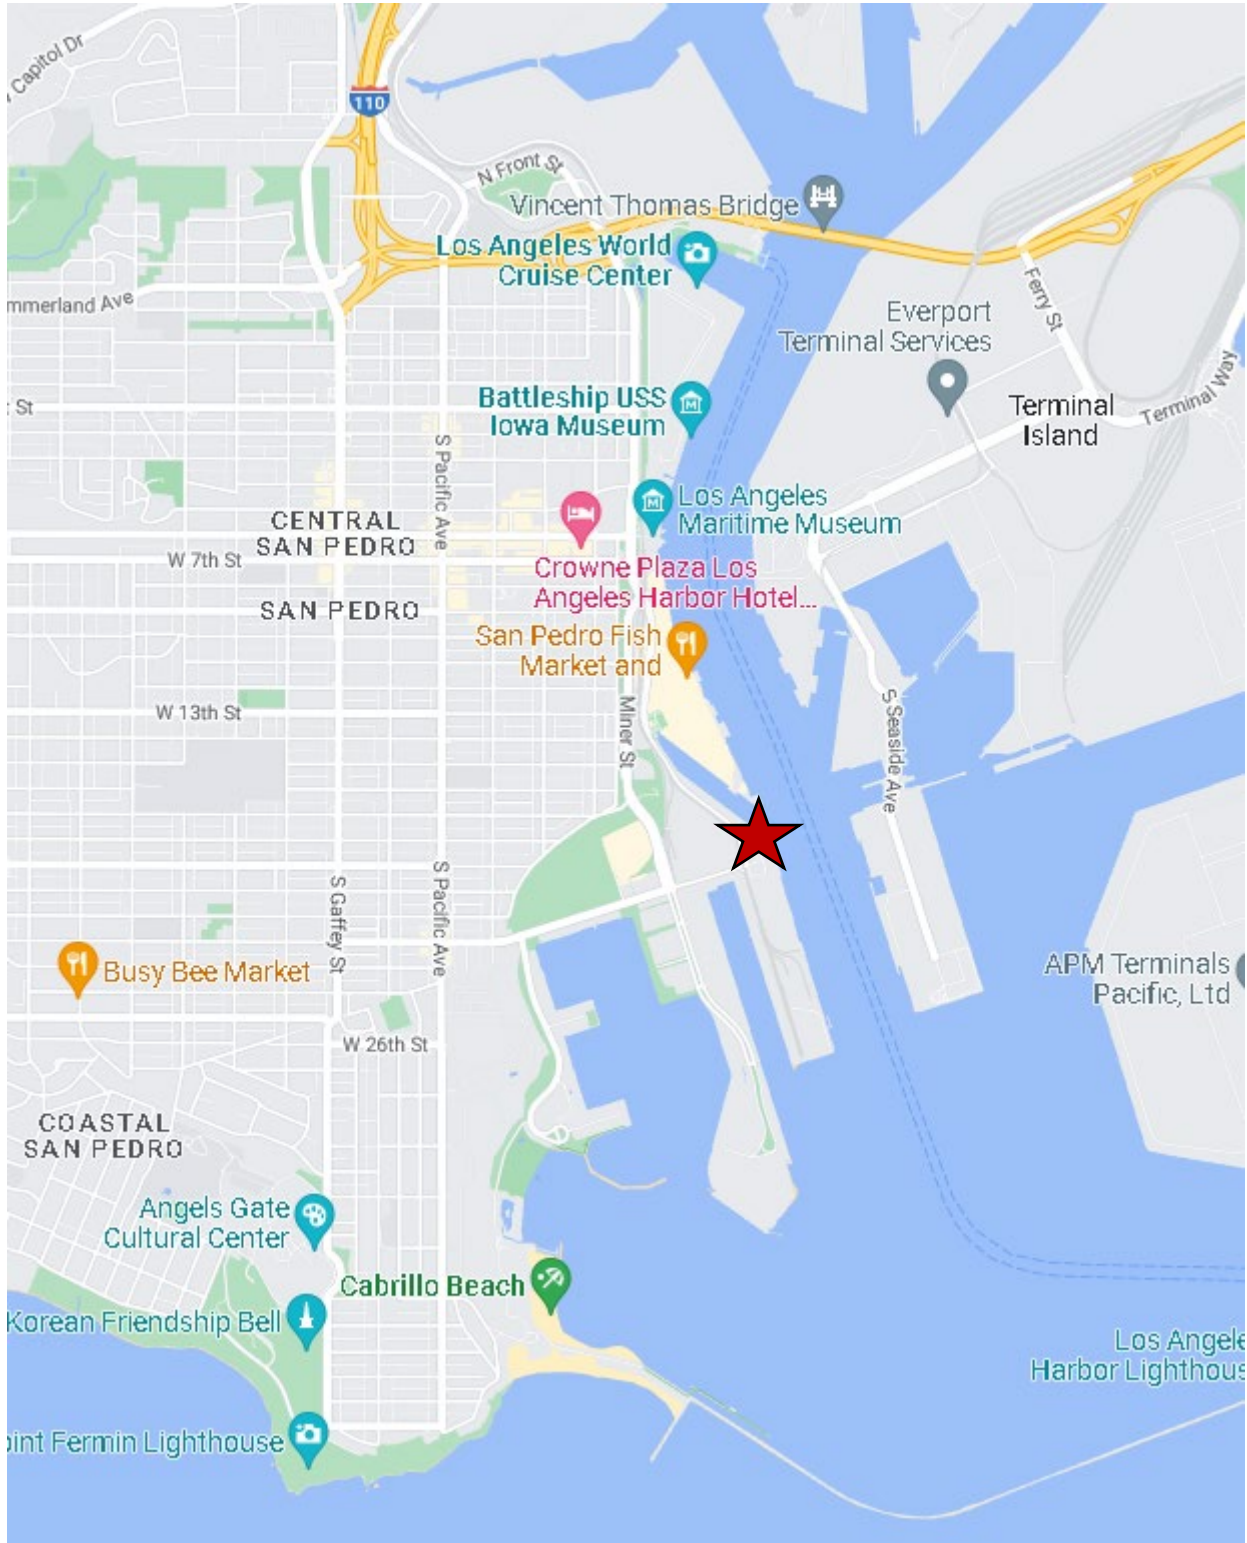 Capitol Dr
110
N Front St
Vincent Thomas Bridge
Los Angeles World
Cruise Center
mmerland Ave
Ferry St
Everport
Terminal Services
Terminal Way
St
Battleship USS
Iowa Museum
Terminal
Island
S Pacific Ave
Los Angeles
Maritime Museum
CENTRAL
SAN PEDRO
W 7th St
Crowne Plaza Los
Angeles Harbor Hotel...
SAN PEDRO
San Pedro Fish
Market and
W 13th St
Miner St
S Seaside Ave
S Gaffey St
S Pacific Ave
Busy Bee Market
APM Terminals
Pacific, Ltd
W 26th St
COASTAL
SAN PEDRO
Angels Gate
Cultural Center
Cabrillo Beach
Korean Friendship Bell
Los Angele
Harbor Lighthous
oint Fermin Lighthouse